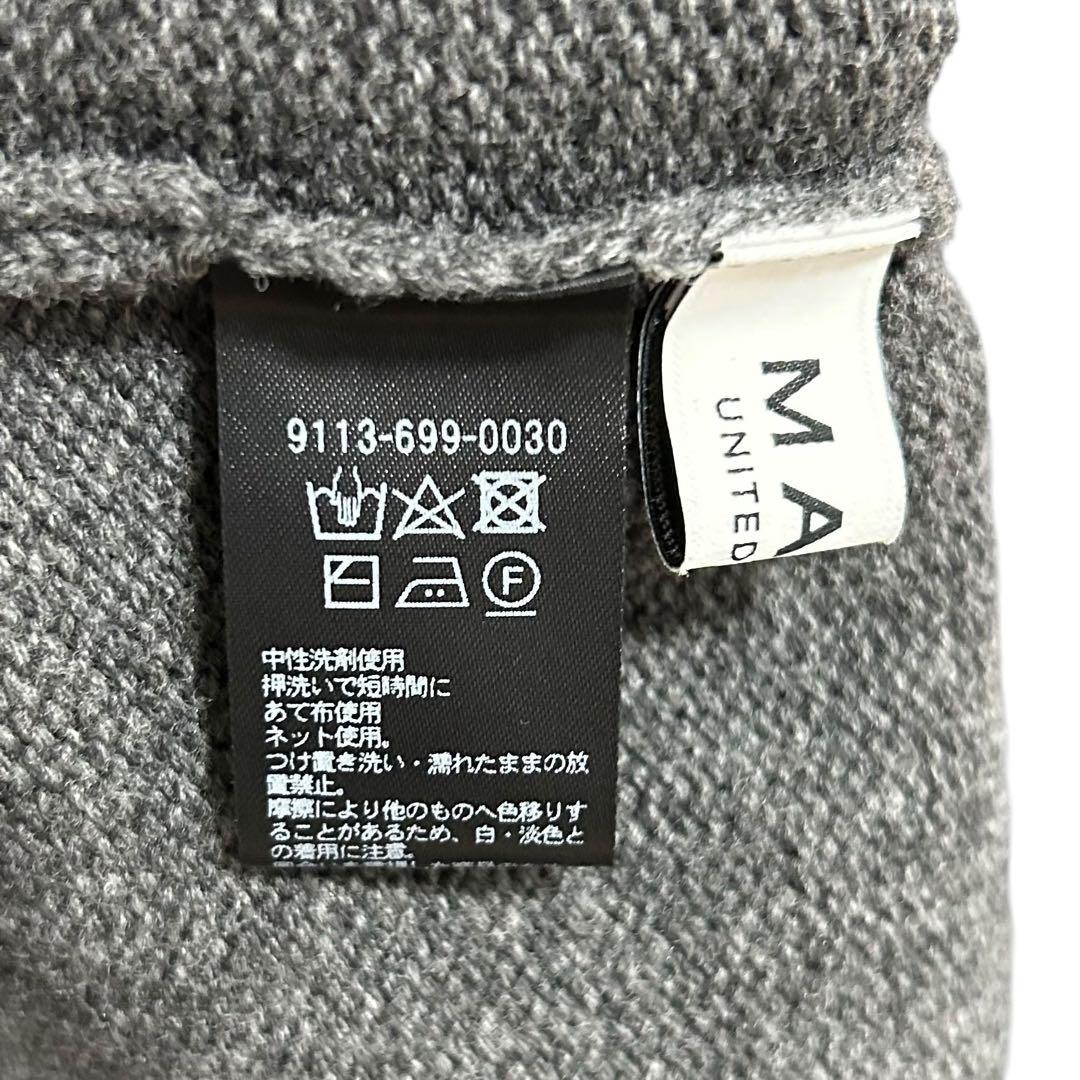 9113-699-0030
F
中性洗剤使用
押洗いで短時間に
あて布使用
ネット使用。
つけ置き洗い・濡れたままの放
置禁止。
摩擦により他のものへ色移りす
ることがあるため、白・淡色と
の着用に注意。
MA
UNITED